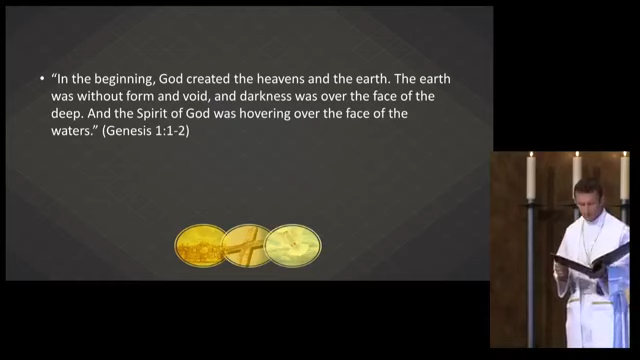 • “In the beginning, God created the heavens and the earth. The earth
was without form and void, and darkness was over the face of the
deep. And the Spirit of God was hovering over the face of the
waters.” (Genesis 1:1-2)